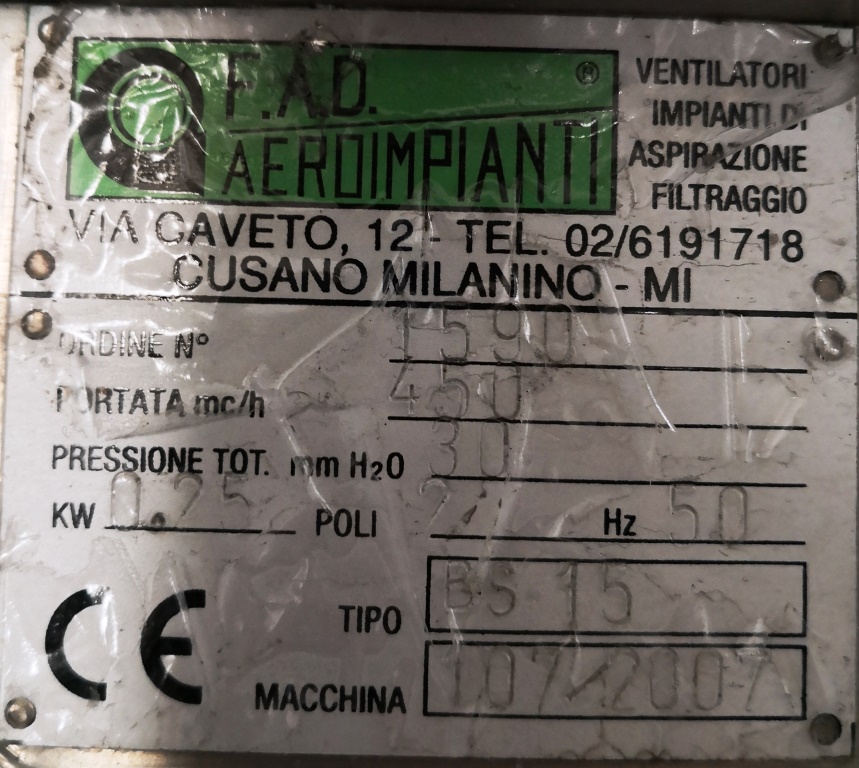 F.A.D. ®
AEROIMPIANTI
VENTILATORI
IMPIANTI DI
ASPIRAZIONE
FILTRAGGIO
VIA CAVETO, 12 - TEL. 02/6191718
CUSANO MILANINO - MI
ORDINE N° 1590
PORTATA mc/h 450
PRESSIONE TOT. mm H₂O 30
KW 0.25 POLI 2 Hz 50
TIPO BS 15
CE
MACCHINA 107/2007